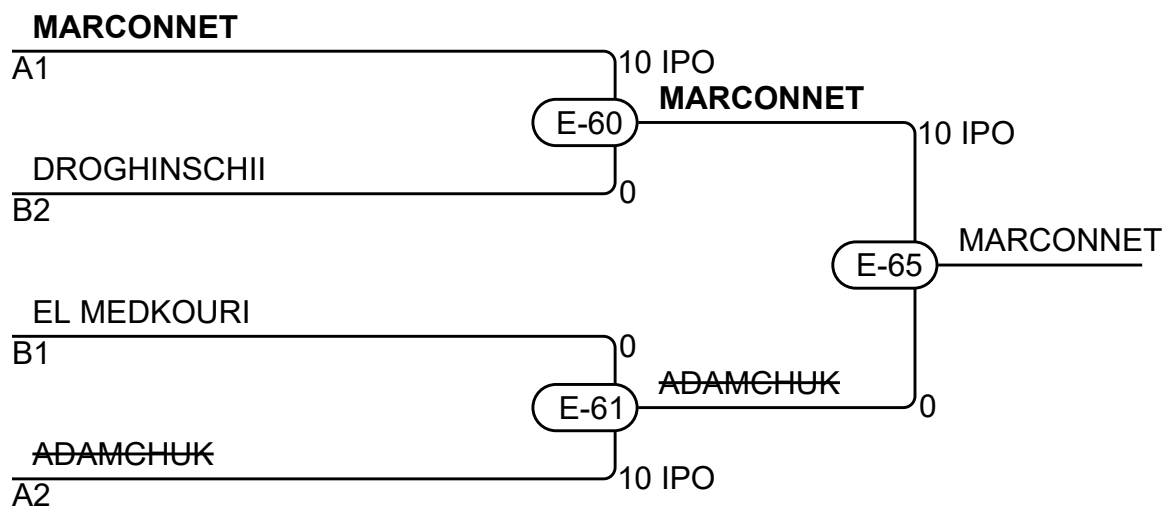 MARCONNET
A1
10 IPO
MARCONNET
E-60
10 IPO
DROGHINSCHII
B2
0
MARCONNET
E-65
EL MEDKOURI
B1
0
ADAMCHUK
E-61
0
ADAMCHUK
A2
10 IPO